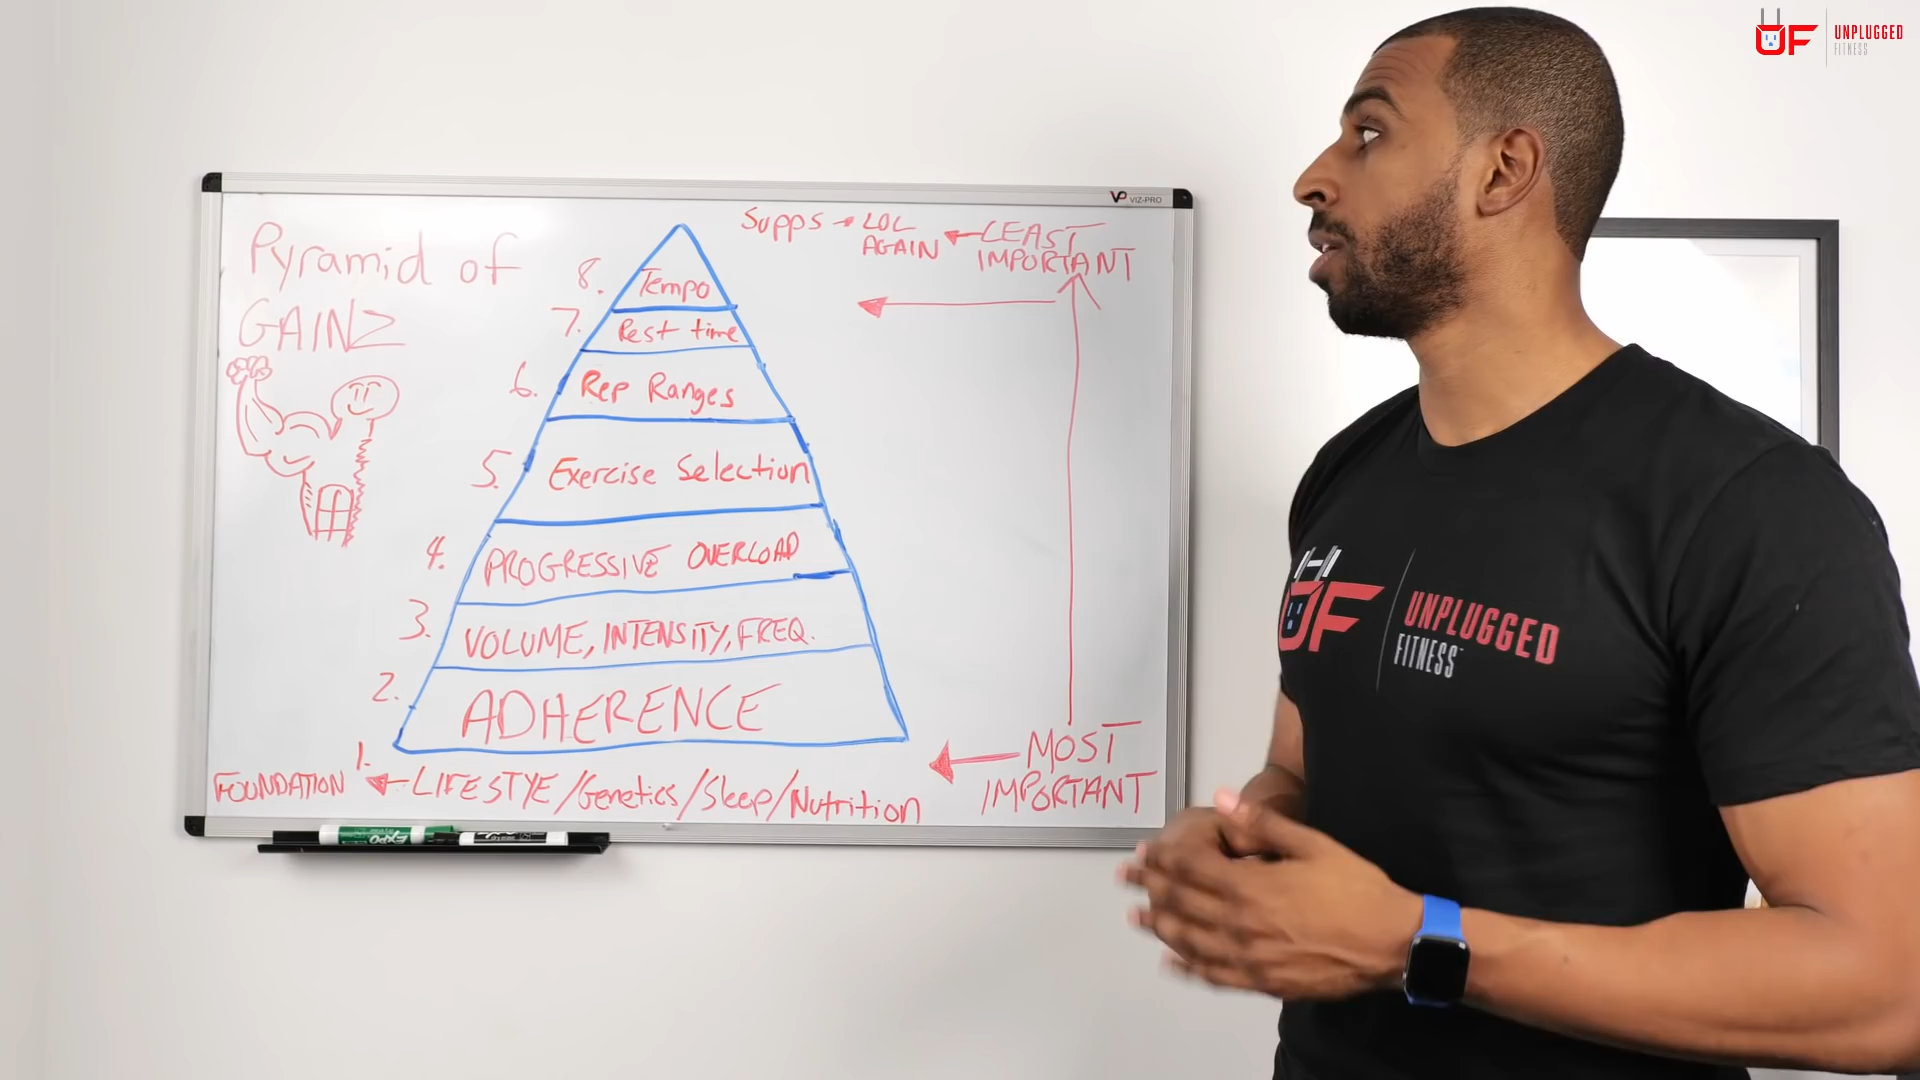 UNPLUGGED
FITNESS
VIZ-PRO
Pyramid of
GAINZ
Supps → LOL
AGAIN ← LEAST
IMPORTANT
8. Tempo
7. Rest time
6. Rep Ranges
5. Exercise Selection
4. PROGRESSIVE OVERLOAD
3. VOLUME, INTENSITY, FREQ.
2. ADHERENCE
MOST
IMPORTANT
1.
FOUNDATION ← LIFESTYE/Genetics/Sleep/Nutrition
EXPO
UF
UNPLUGGED
FITNESS